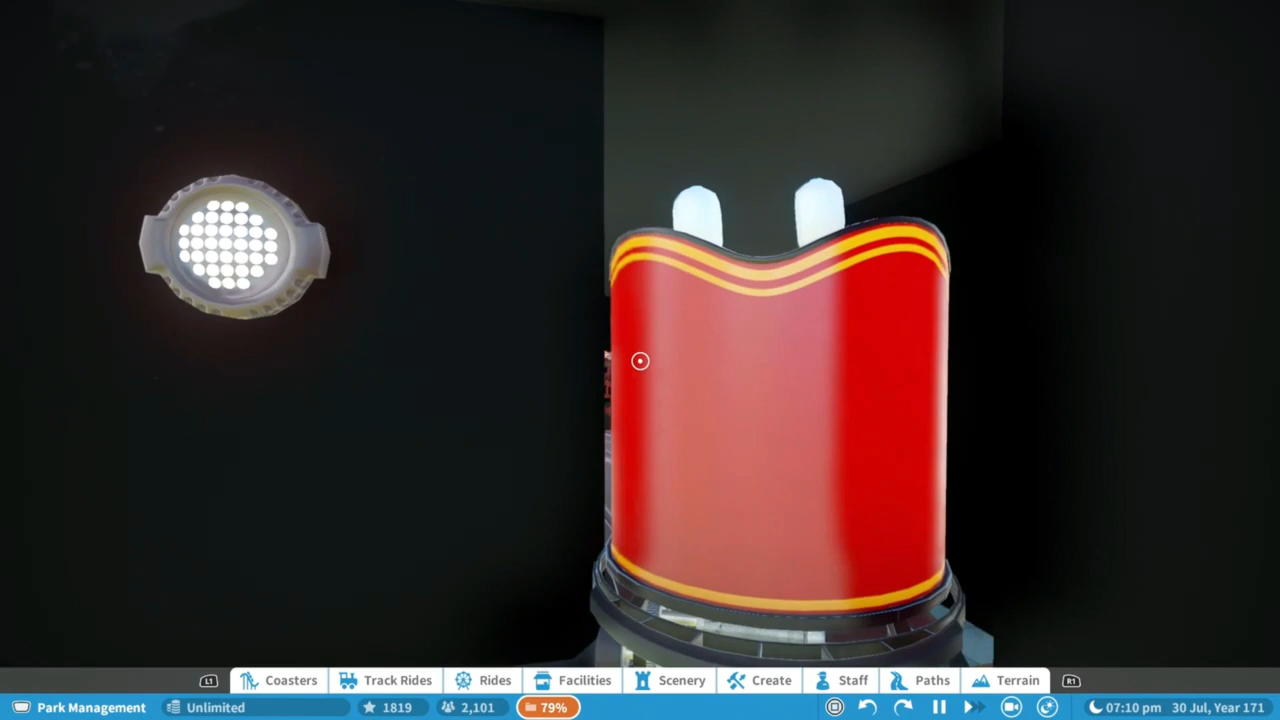 L1 Coasters Track Rides Rides Facilities Scenery Create Staff Paths Terrain R1
Park Management Unlimited 1819 2,101 79% 07:10 pm 30 Jul, Year 171